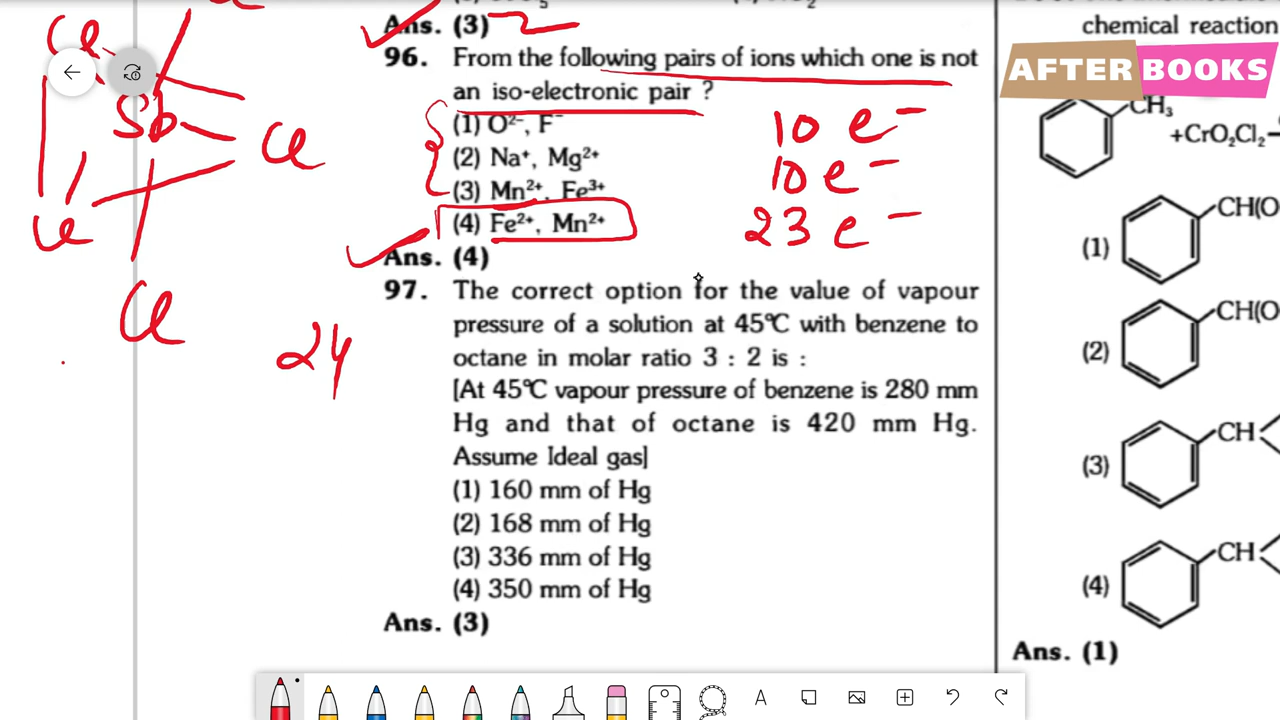 Ans. (3)
96. From the following pairs of ions which one is not
an iso-electronic pair ?
(1) O²⁻, F⁻
(2) Na⁺, Mg²⁺
(3) Mn²⁺, Fe³⁺
(4) Fe²⁺, Mn²⁺
Ans. (4)
10 e⁻
10 e⁻
23 e⁻
97. The correct option for the value of vapour
pressure of a solution at 45°C with benzene to
octane in molar ratio 3 : 2 is :
[At 45°C vapour pressure of benzene is 280 mm
Hg and that of octane is 420 mm Hg.
Assume Ideal gas]
(1) 160 mm of Hg
(2) 168 mm of Hg
(3) 336 mm of Hg
(4) 350 mm of Hg
Ans. (3)
Sb
Cl
Cl
24
chemical reaction
AFTERBOOKS
CH₃
+CrO₂Cl₂
(1)
CH(O
(2)
CH(O
(3)
CH
(4)
CH
Ans. (1)
A